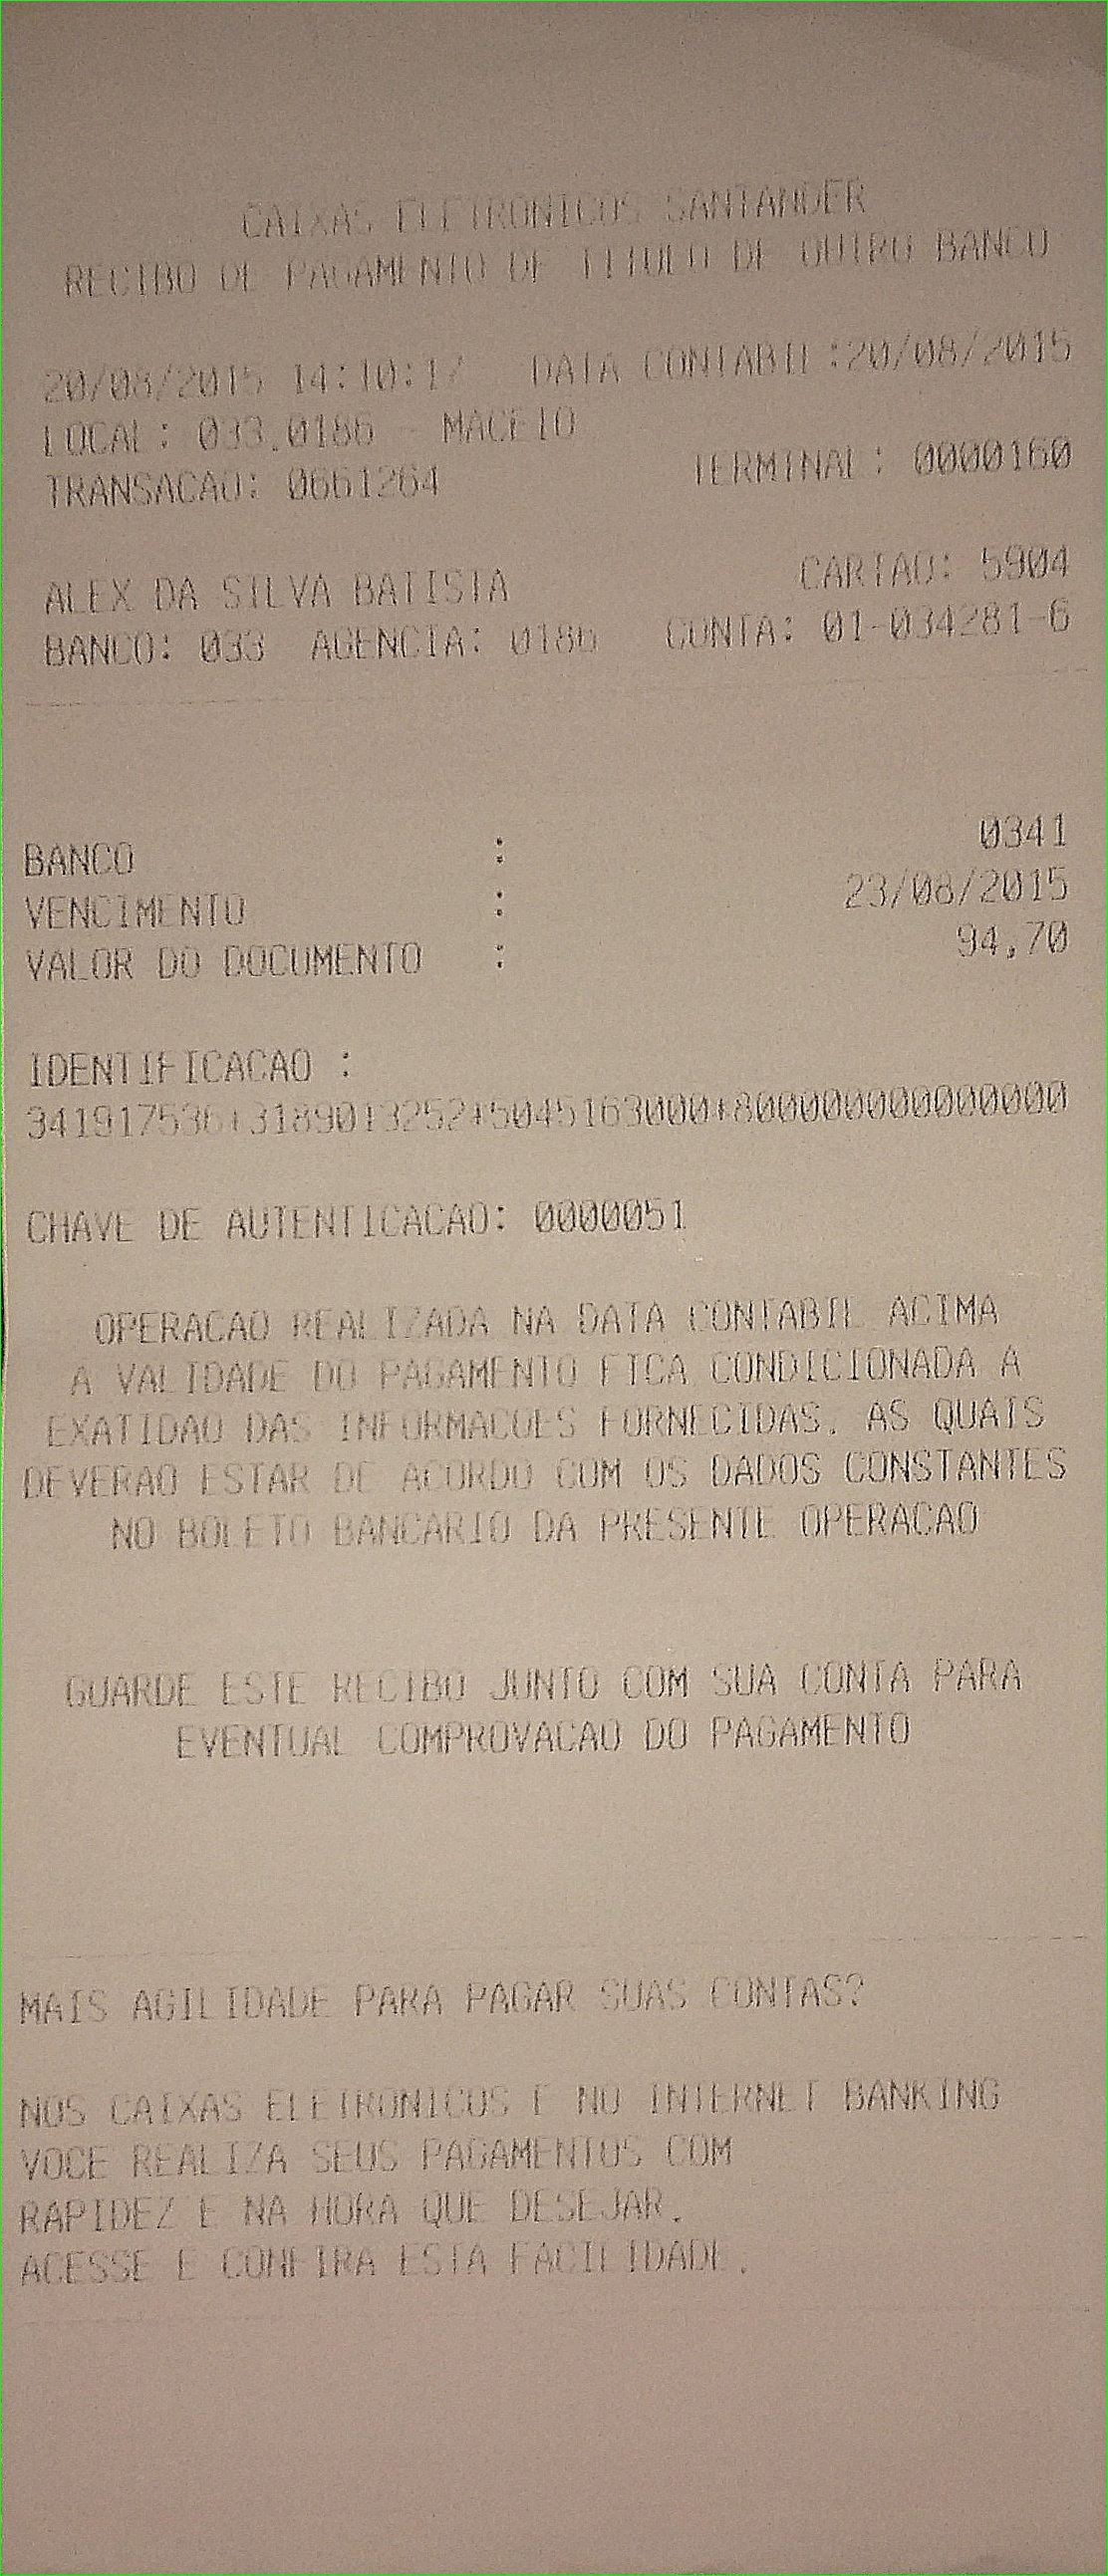 CAIXAS ELETRONICOS SANTANDER
RECIBO DE PAGAMENTO DE TITULO DE OUTRO BANCO
20/08/2015 14:10:17 DATA CONTABIL:20/08/2015
LOCAL: 033.0186 - MACEIO
TRANSACAO: 0661264 TERMINAL: 0000160
ALEX DA SILVA BATISTA CARTAO: 5904
BANCO: 033 AGENCIA: 0186 CONTA: 01-034281-6
BANCO : 0341
VENCIMENTO : 23/08/2015
VALOR DO DOCUMENTO : 94,70
IDENTIFICACAO :
341917536+3189013252+5045163000+800000000000000
CHAVE DE AUTENTICACAO: 0000051
OPERACAO REALIZADA NA DATA CONTABIL ACIMA
A VALIDADE DO PAGAMENTO FICA CONDICIONADA A
EXATIDAO DAS INFORMACOES FORNECIDAS. AS QUAIS
DEVERAO ESTAR DE ACORDO COM OS DADOS CONSTANTES
NO BOLETO BANCARIO DA PRESENTE OPERACAO
GUARDE ESTE RECIBO JUNTO COM SUA CONTA PARA
EVENTUAL COMPROVACAO DO PAGAMENTO
MAIS AGILIDADE PARA PAGAR SUAS CONTAS?
NOS CAIXAS ELETRONICOS E NO INTERNET BANKING
VOCE REALIZA SEUS PAGAMENTOS COM
RAPIDEZ E NA HORA QUE DESEJAR.
ACESSE E CONFIRA ESTA FACILIDADE.